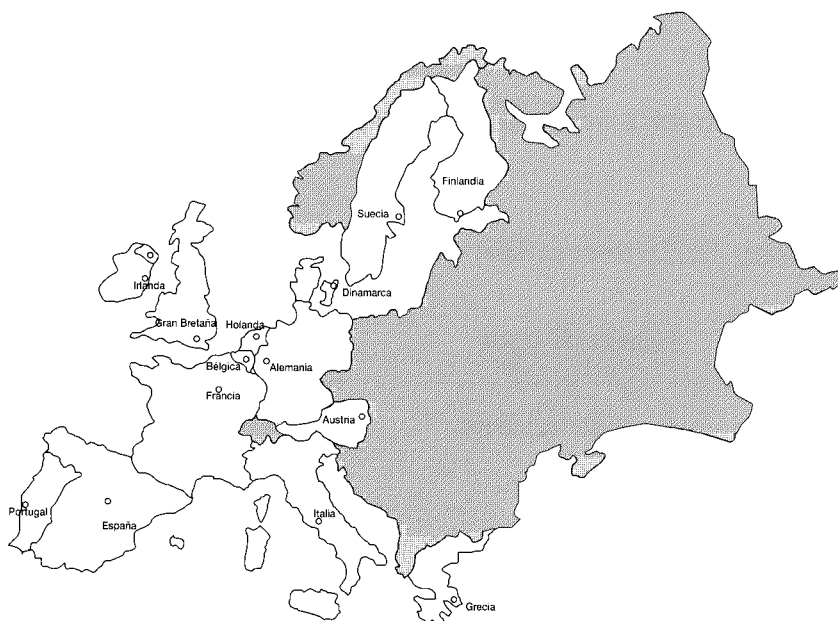 Finlandia
Suecia
Irlanda
Dinamarca
Gran Bretaña
Holanda
Bélgica
Alemania
Francia
Austria
Portugal
España
Italia
Grecia